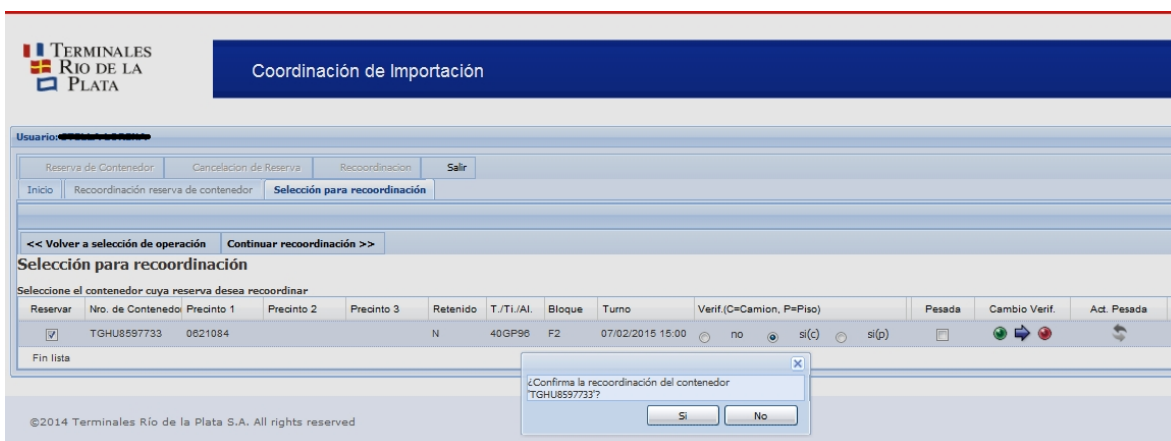 TERMINALES
RIO DE LA
PLATA
Coordinación de Importación
Usuario:
Reserva de Contenedor Cancelacion de Reserva Recoordinacion Salir
Inicio Recoordinación reserva de contenedor Selección para recoordinación
<< Volver a selección de operación Continuar recoordinación >>
Selección para recoordinación
Seleccione el contenedor cuya reserva desea recoordinar
Reservar Nro. de Contenedo Precinto 1 Precinto 2 Precinto 3 Retenido T./Ti./Al. Bloque Turno Verif.(C=Camion, P=Piso) Pesada Cambio Verif. Act. Pesada
TGHU8597733 0621084 N 40GP96 F2 07/02/2015 15:00 no si(c) si(p)
Fin lista
¿Confirma la recoordinación del contenedor
'TGHU8597733'?
Si No
©2014 Terminales Río de la Plata S.A. All rights reserved